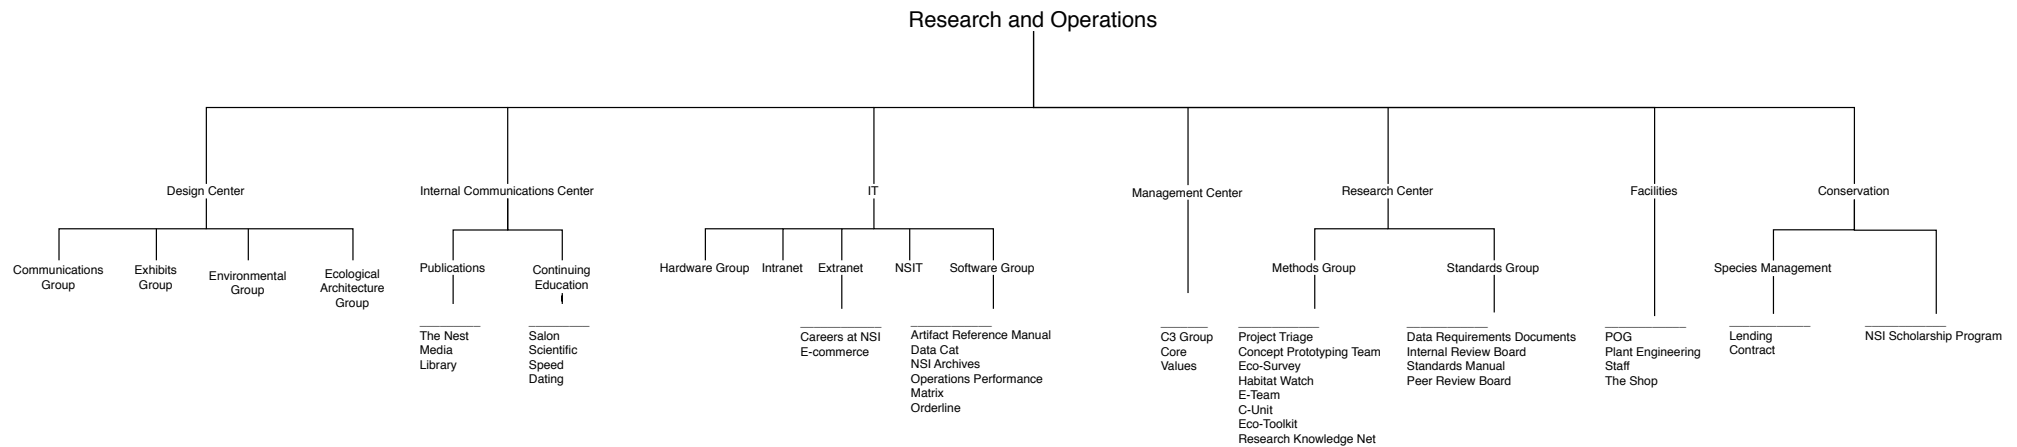 Research and Operations
Design Center
Internal Communications Center
IT
Management Center
Research Center
Facilities
Conservation
Communications
Group
Exhibits
Group
Environmental
Group
Ecological
Architecture
Group
Publications
Continuing
Education
Hardware Group
Intranet
Extranet
NSIT
Software Group
Methods Group
Standards Group
Species Management
The Nest
Media
Library
Salon
Scientific
Speed
Dating
Careers at NSI
E-commerce
Artifact Reference Manual
Data Cat
NSI Archives
Operations Performance
Matrix
Orderline
C3 Group
Core
Values
Project Triage
Concept Prototyping Team
Eco-Survey
Habitat Watch
E-Team
C-Unit
Eco-Toolkit
Research Knowledge Net
Data Requirements Documents
Internal Review Board
Standards Manual
Peer Review Board
POG
Plant Engineering
Staff
The Shop
Lending
Contract
NSI Scholarship Program